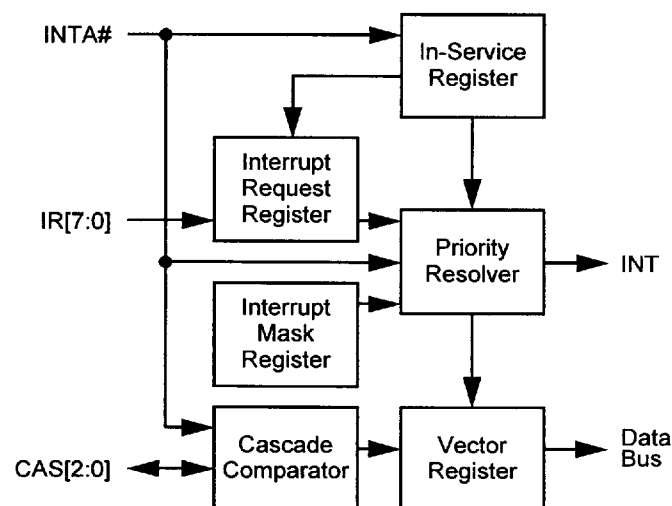 INTA#
In-Service
Register
Interrupt
Request
Register
IR[7:0]
Priority
Resolver
INT
Interrupt
Mask
Register
CAS[2:0]
Cascade
Comparator
Vector
Register
Data
Bus